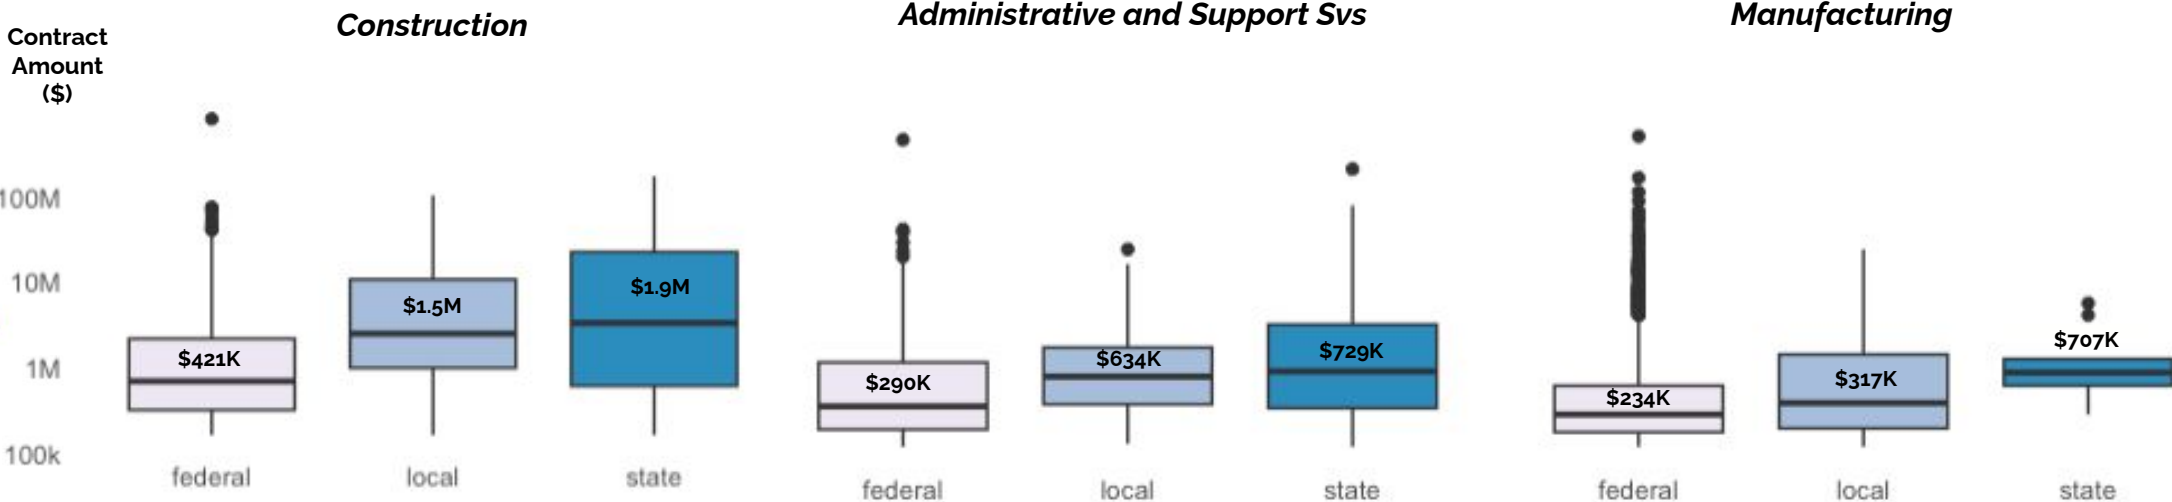 Construction
Administrative and Support Svs
Manufacturing
Contract
Amount
($)
100M
10M
1M
100k
$421K
$1.5M
$1.9M
$290K
$634K
$729K
$234K
$317K
$707K
federal
local
state
federal
local
state
federal
local
state